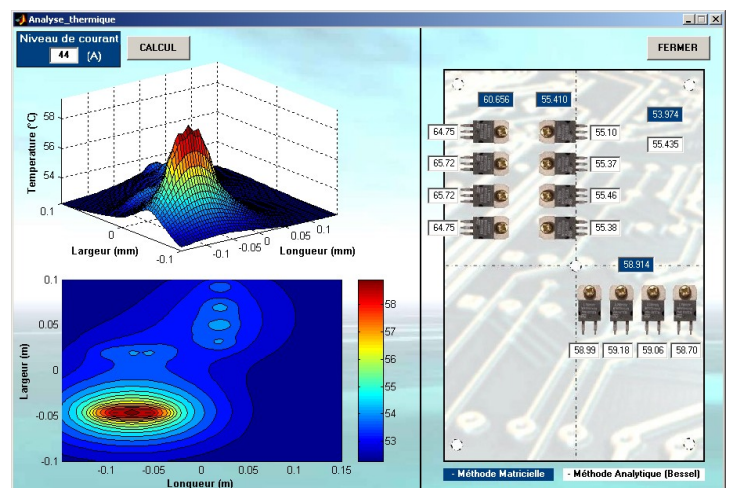 Analyse_thermique
Niveau de courant
44 (A)
CALCUL
FERMER
Temperature (°C)
58
56
54
0.1
0
-0.1
Largeur (mm)
-0.1
-0.05
0
0.05
0.1
Longueur (mm)
0.1
0.05
0
-0.05
-0.1
Largeur (m)
-0.1 -0.05 0 0.05 0.1 0.15
Longueur (m)
58
57
56
55
54
53
60.656 55.410
53.974
55.435
64.75 55.10
65.72 55.37
65.72 55.46
64.75 55.38
58.914
58.99 59.18 59.06 58.70
- Méthode Matricielle - Méthode Analytique (Bessel)